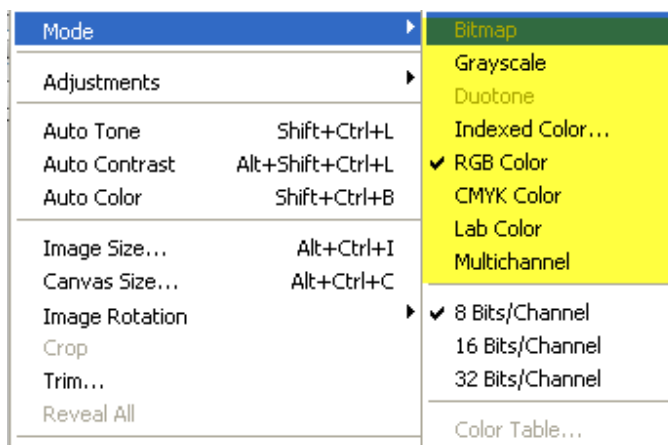 Mode
Adjustments
Auto Tone Shift+Ctrl+L
Auto Contrast Alt+Shift+Ctrl+L
Auto Color Shift+Ctrl+B
Image Size... Alt+Ctrl+I
Canvas Size... Alt+Ctrl+C
Image Rotation
Crop
Trim...
Reveal All
Bitmap
Grayscale
Duotone
Indexed Color...
RGB Color
CMYK Color
Lab Color
Multichannel
8 Bits/Channel
16 Bits/Channel
32 Bits/Channel
Color Table...